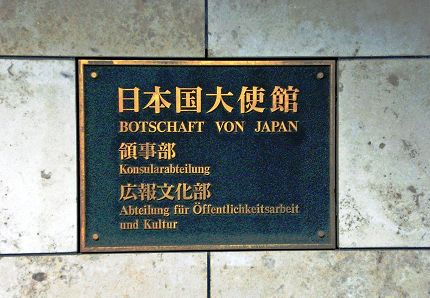 日本国大使館
BOTSCHAFT VON JAPAN
領事部
Konsularabteilung
広報文化部
Abteilung für Öffentlichkeitsarbeit
und Kultur